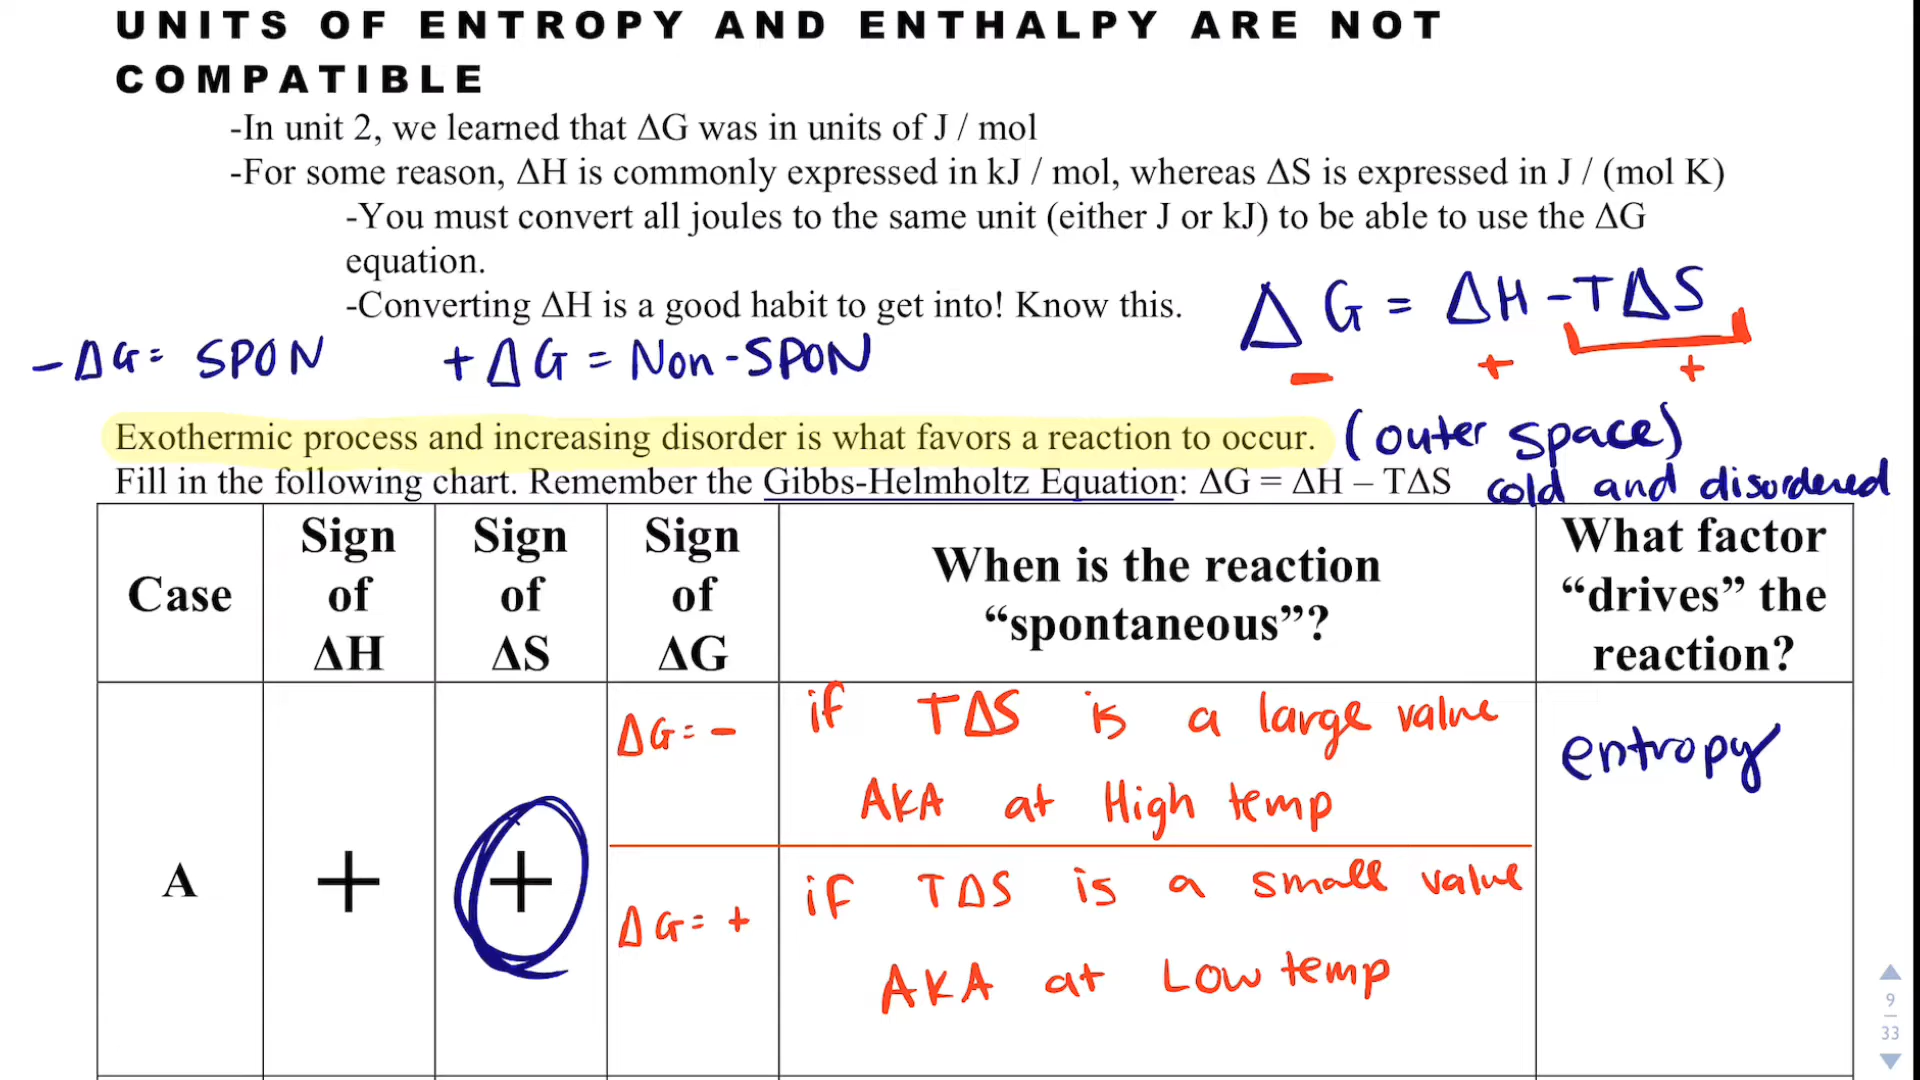 UNITS OF ENTROPY AND ENTHALPY ARE NOT
COMPATIBLE
-In unit 2, we learned that ΔG was in units of J / mol
-For some reason, ΔH is commonly expressed in kJ / mol, whereas ΔS is expressed in J / (mol K)
-You must convert all joules to the same unit (either J or kJ) to be able to use the ΔG
equation.
-Converting ΔH is a good habit to get into! Know this.
ΔG = ΔH - TΔS
- + +
-ΔG= SPON +ΔG = Non-SPON
Exothermic process and increasing disorder is what favors a reaction to occur. (outer space)
Fill in the following chart. Remember the Gibbs-Helmholtz Equation: ΔG = ΔH – TΔS cold and disordered
Case
Sign
of
ΔH
Sign
of
ΔS
Sign
of
ΔG
When is the reaction
“spontaneous”?
What factor
“drives” the
reaction?
A
+
+
ΔG= -
if TΔS is a large value
AKA at High temp
ΔG= +
if TΔS is a small value
AKA at Low temp
entropy
9
33